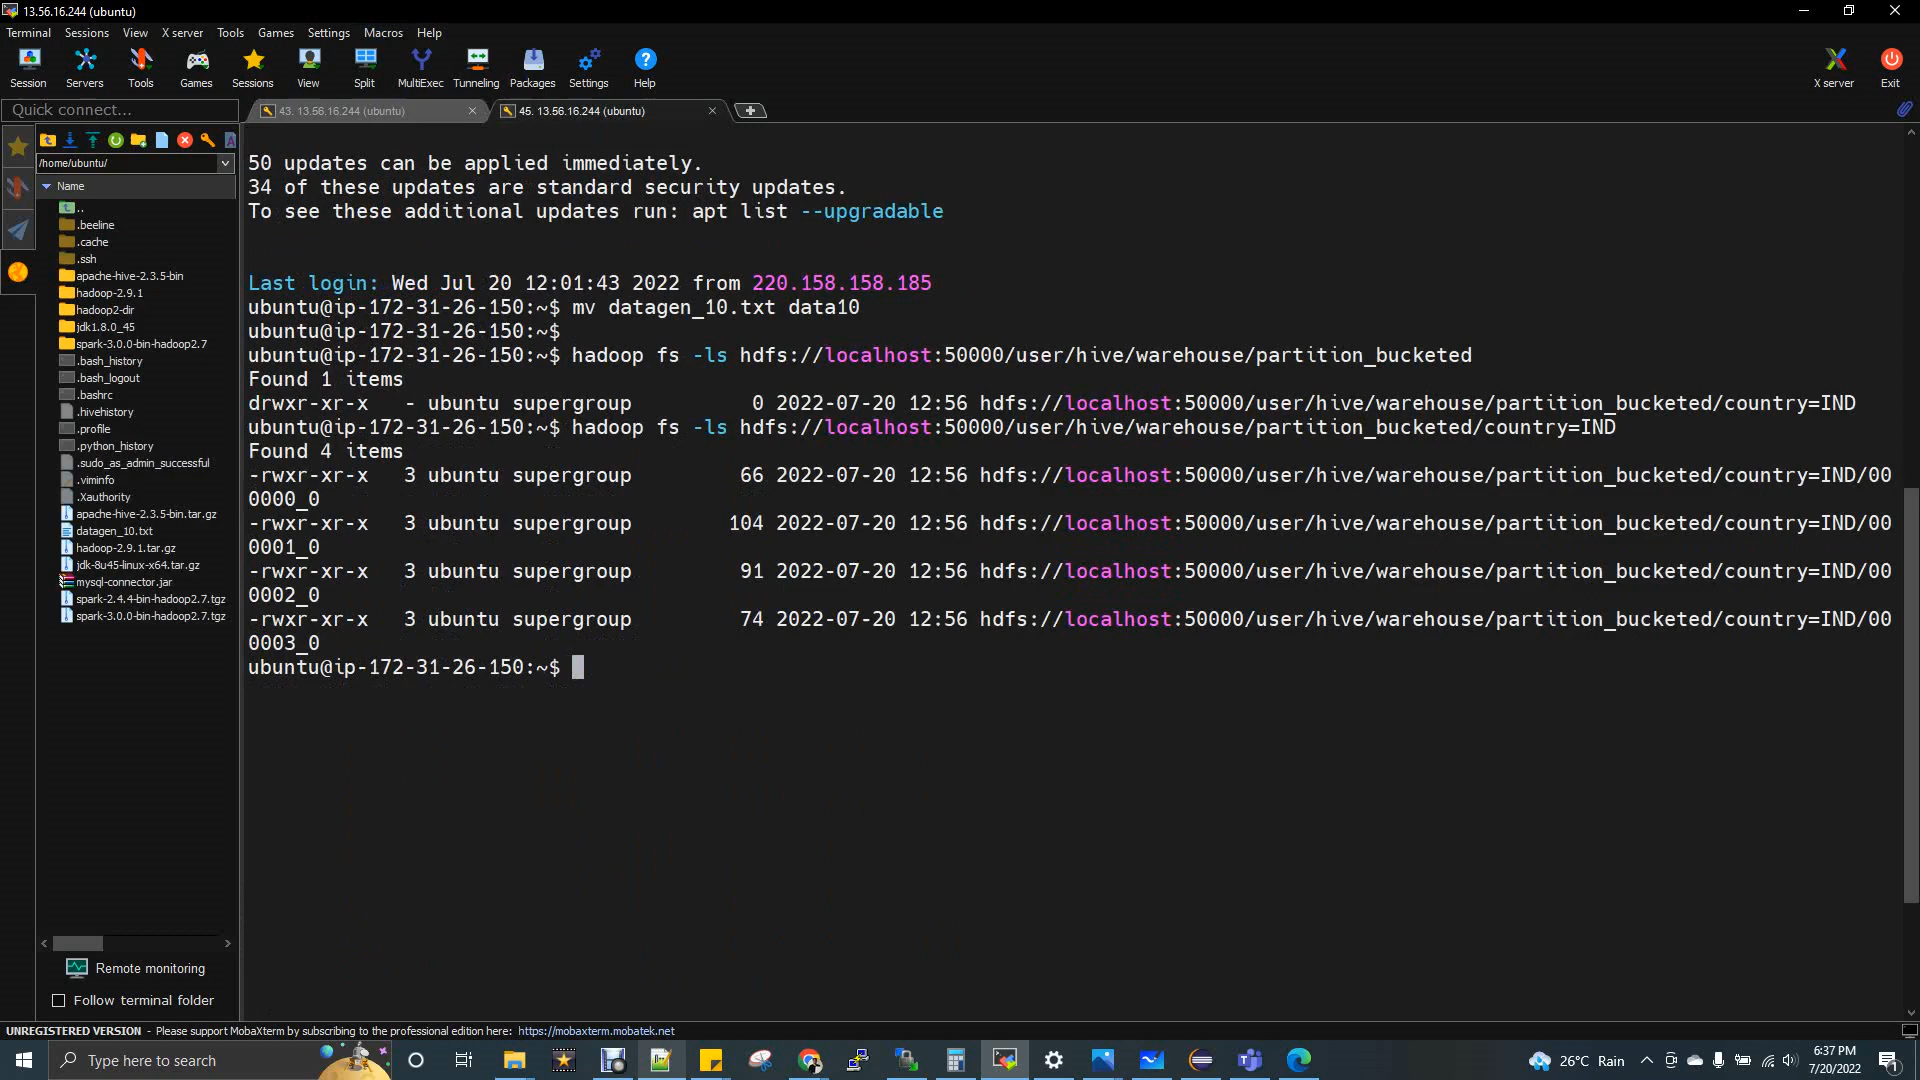 13.56.16.244 (ubuntu)
Terminal Sessions View X server Tools Games Settings Macros Help
Session Servers Tools Games Sessions View Split MultiExec Tunneling Packages Settings Help X server Exit
Quick connect...
43. 13.56.16.244 (ubuntu)
45. 13.56.16.244 (ubuntu)
/home/ubuntu/
Name
..
.beeline
.cache
.ssh
apache-hive-2.3.5-bin
hadoop-2.9.1
hadoop2-dir
jdk1.8.0_45
spark-3.0.0-bin-hadoop2.7
.bash_history
.bash_logout
.bashrc
.hivehistory
.profile
.python_history
.sudo_as_admin_successful
.viminfo
.Xauthority
apache-hive-2.3.5-bin.tar.gz
datagen_10.txt
hadoop-2.9.1.tar.gz
jdk-8u45-linux-x64.tar.gz
mysql-connector.jar
spark-2.4.4-bin-hadoop2.7.tgz
spark-3.0.0-bin-hadoop2.7.tgz
Remote monitoring
Follow terminal folder
50 updates can be applied immediately.
34 of these updates are standard security updates.
To see these additional updates run: apt list --upgradable
Last login: Wed Jul 20 12:01:43 2022 from 220.158.158.185
ubuntu@ip-172-31-26-150:~$ mv datagen_10.txt data10
ubuntu@ip-172-31-26-150:~$
ubuntu@ip-172-31-26-150:~$ hadoop fs -ls hdfs://localhost:50000/user/hive/warehouse/partition_bucketed
Found 1 items
drwxr-xr-x - ubuntu supergroup 0 2022-07-20 12:56 hdfs://localhost:50000/user/hive/warehouse/partition_bucketed/country=IND
ubuntu@ip-172-31-26-150:~$ hadoop fs -ls hdfs://localhost:50000/user/hive/warehouse/partition_bucketed/country=IND
Found 4 items
-rwxr-xr-x 3 ubuntu supergroup 66 2022-07-20 12:56 hdfs://localhost:50000/user/hive/warehouse/partition_bucketed/country=IND/00
0000_0
-rwxr-xr-x 3 ubuntu supergroup 104 2022-07-20 12:56 hdfs://localhost:50000/user/hive/warehouse/partition_bucketed/country=IND/00
0001_0
-rwxr-xr-x 3 ubuntu supergroup 91 2022-07-20 12:56 hdfs://localhost:50000/user/hive/warehouse/partition_bucketed/country=IND/00
0002_0
-rwxr-xr-x 3 ubuntu supergroup 74 2022-07-20 12:56 hdfs://localhost:50000/user/hive/warehouse/partition_bucketed/country=IND/00
0003_0
ubuntu@ip-172-31-26-150:~$
UNREGISTERED VERSION - Please support MobaXterm by subscribing to the professional edition here: https://mobaxterm.mobatek.net
Type here to search
26°C Rain
6:37 PM
7/20/2022
1